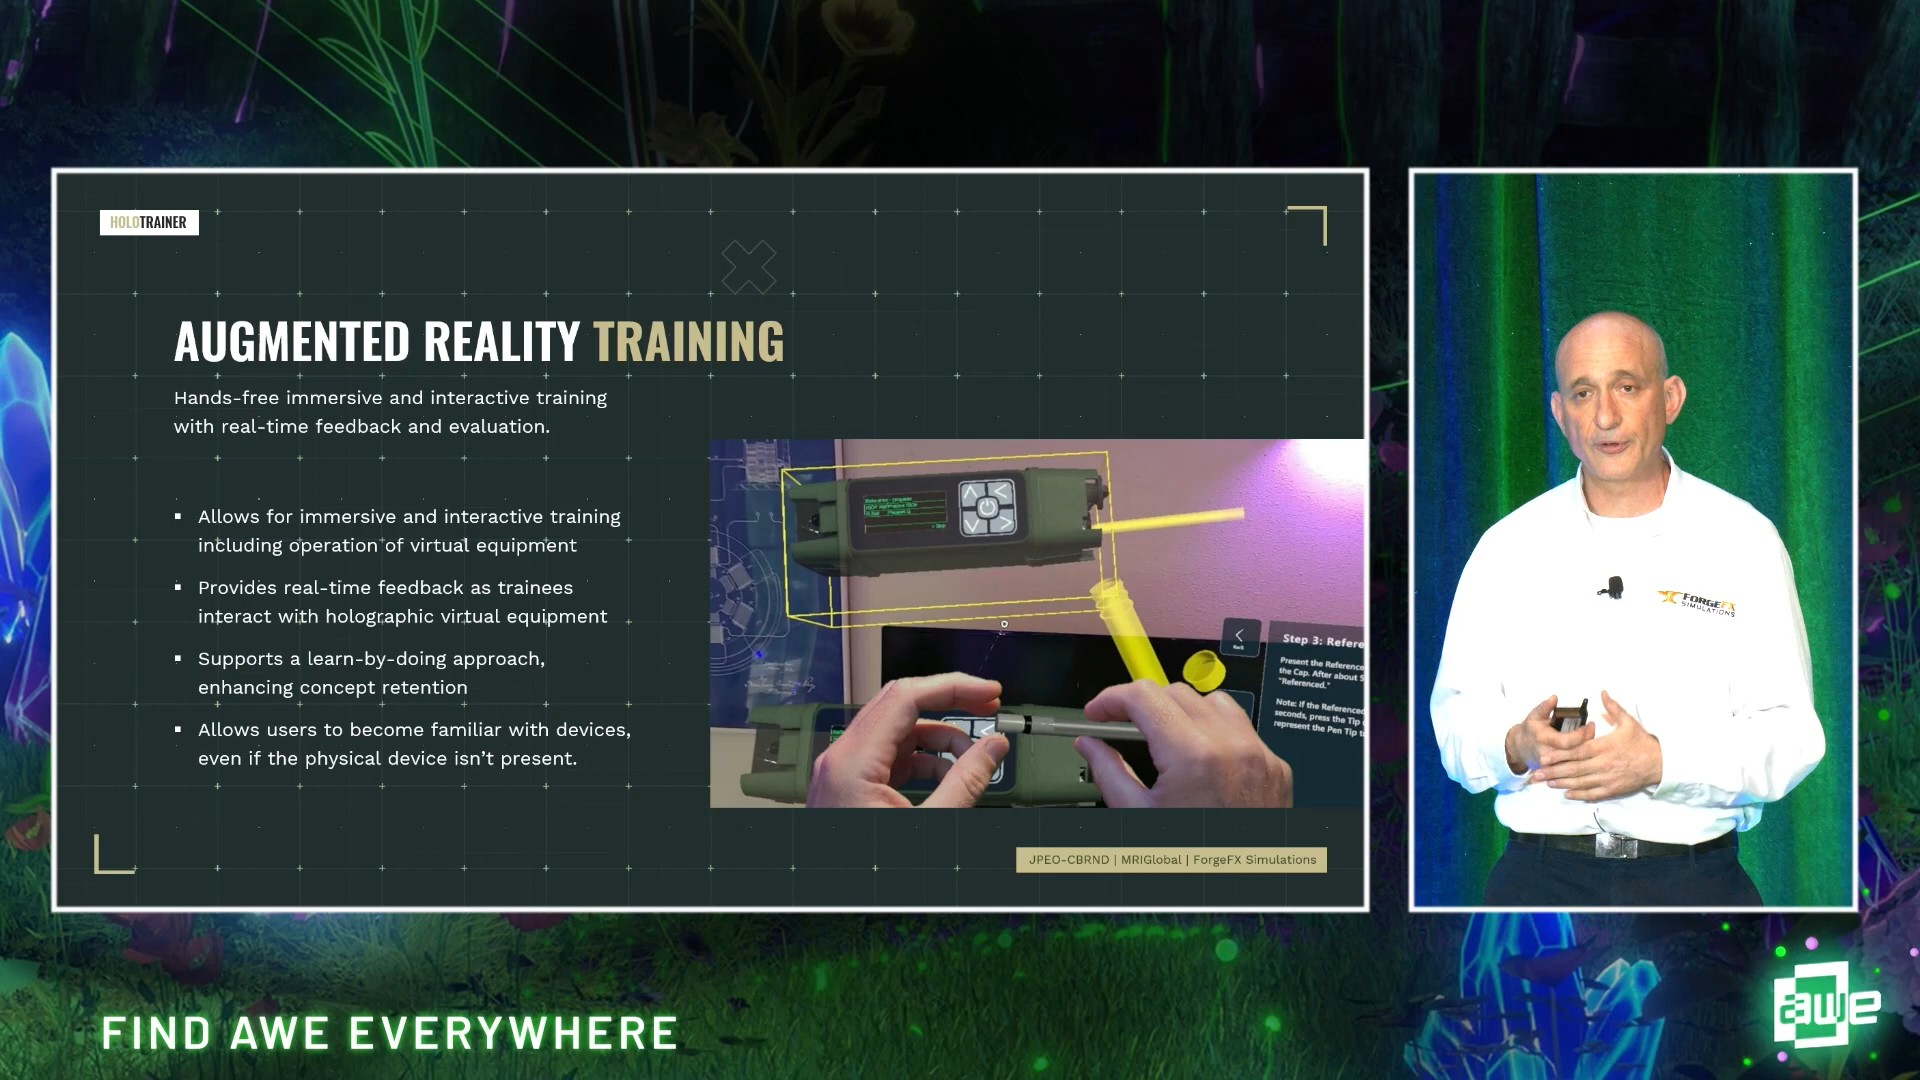 HOLOTRAINER
AUGMENTED REALITY TRAINING
Hands-free immersive and interactive training
with real-time feedback and evaluation.
▪ Allows for immersive and interactive training
including operation of virtual equipment
▪ Provides real-time feedback as trainees
interact with holographic virtual equipment
▪ Supports a learn-by-doing approach,
enhancing concept retention
▪ Allows users to become familiar with devices,
even if the physical device isn’t present.
Back
Step 3: Refere
Present the Reference
the Cap. After about 5
"Referenced."
Note: If the Referenced
seconds, press the Tip
represent the Pen Tip t
JPEO-CBRND | MRIGlobal | ForgeFX Simulations
FORGEFX
SIMULATIONS
FIND AWE EVERYWHERE
awe